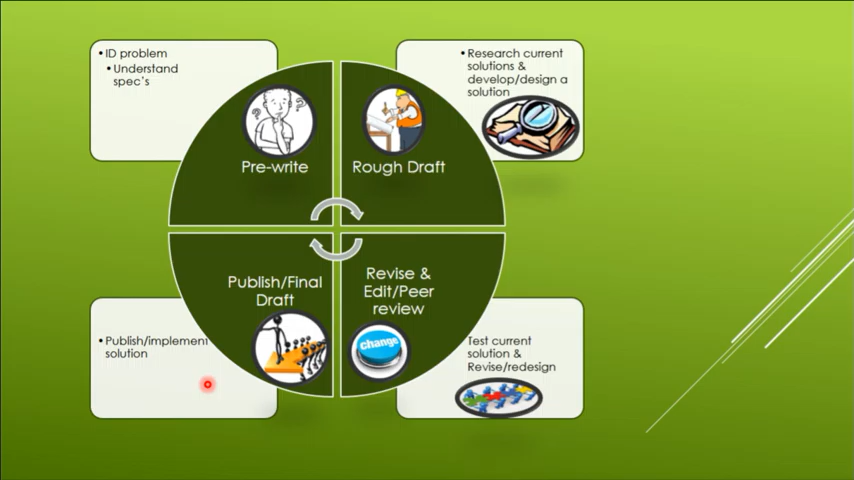 • ID problem
• Understand
spec's
Pre-write
• Research current
solutions &
develop/design a
solution
Rough Draft
Publish/Final
Draft
• Publish/implement
solution
Revise &
Edit/Peer
review
change
Test current
solution &
Revise/redesign